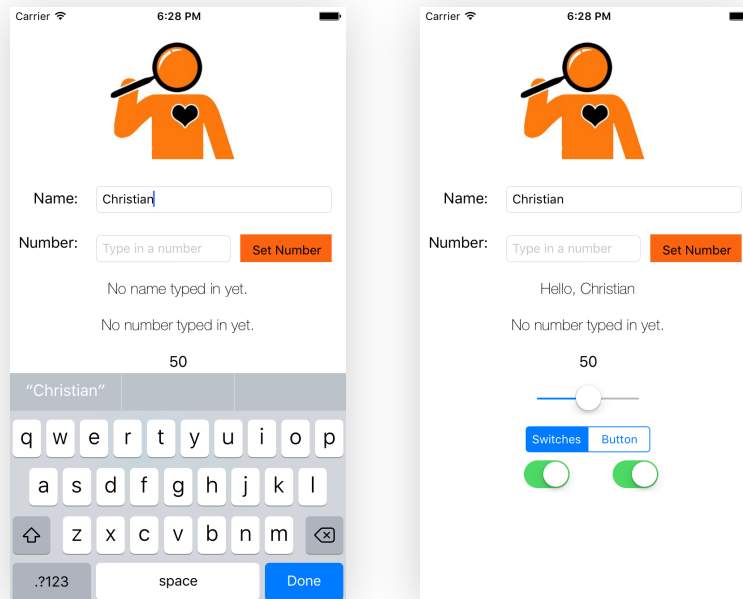 Carrier 6:28 PM
Name: Christian
Number: Type in a number Set Number
No name typed in yet.
No number typed in yet.
50
“Christian”
q w e r t y u i o p
a s d f g h j k l
z x c v b n m
.?123 space Done
Carrier 6:28 PM
Name: Christian
Number: Type in a number Set Number
Hello, Christian
No number typed in yet.
50
Switches Button